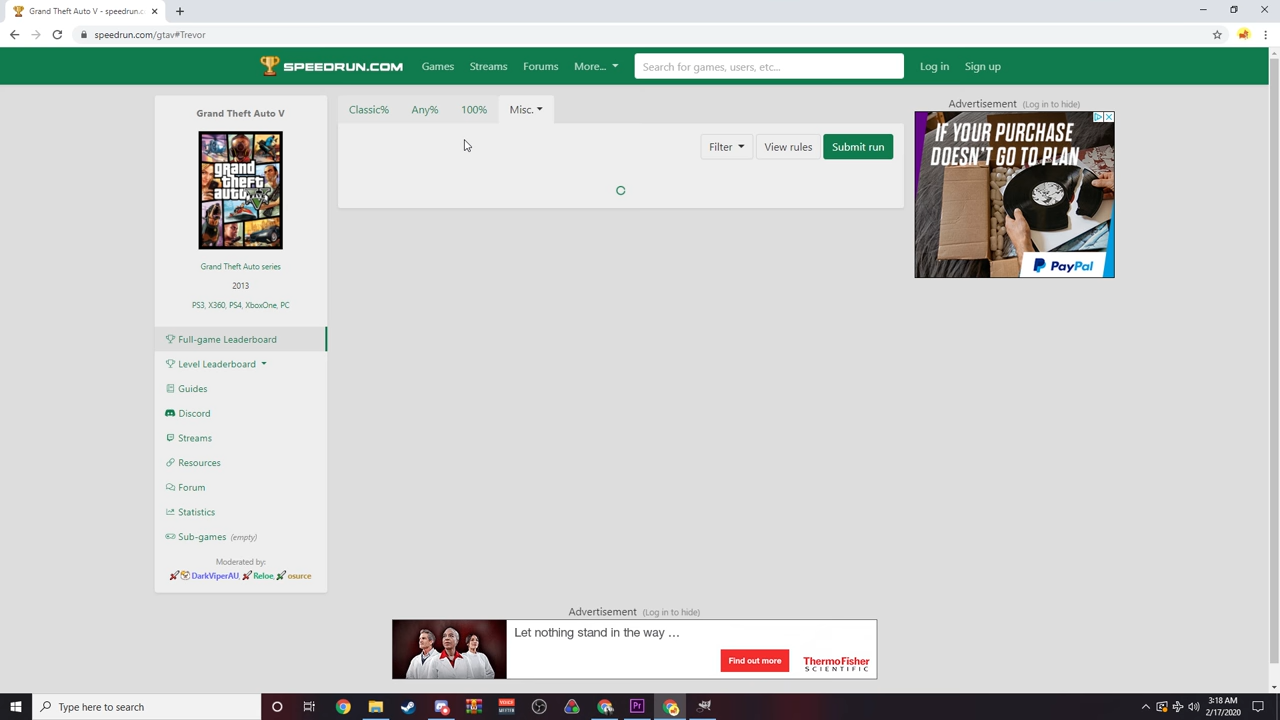 Grand Theft Auto V - speedrun.c
speedrun.com/gtav#Trevor
SPEEDRUN.COM
Games
Streams
Forums
More...
Search for games, users, etc...
Log in
Sign up
Grand Theft Auto V
grand
theft
auto
Grand Theft Auto series
2013
PS3, X360, PS4, XboxOne, PC
Full-game Leaderboard
Level Leaderboard
Guides
Discord
Streams
Resources
Forum
Statistics
Sub-games (empty)
Moderated by:
DarkViperAU, Reloe, osurce
Classic%
Any%
100%
Misc.
Filter
View rules
Submit run
Advertisement (Log in to hide)
IF YOUR PURCHASE
DOESN'T GO TO PLAN
PayPal
Advertisement (Log in to hide)
Let nothing stand in the way ...
Find out more
ThermoFisher
SCIENTIFIC
Type here to search
3:18 AM
2/17/2020